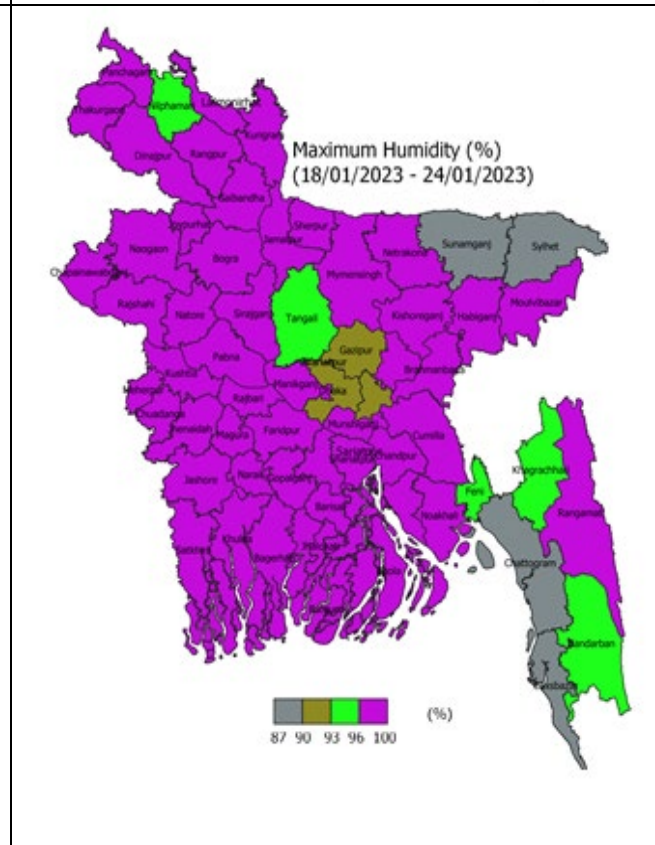 Panchagarh
Thakurgaon
Nilphamari
Lalmonirhat
Dinajpur
Rangpur
Kurigram
Maximum Humidity (%)
(18/01/2023 - 24/01/2023)
Gaibandha
Joypurhat
Sherpur
Jamalpur
Naogaon
Bogra
Mymensingh
Netrakona
Sunamganj
Sylhet
Chapainawabganj
Rajshahi
Natore
Sirajganj
Tangail
Kishoreganj
Habiganj
Moulvibazar
Pabna
Gazipur
Kushtia
Meherpur
Manikganj
Dhaka
Chuadanga
Rajbari
Jhenaidah
Magura
Faridpur
Munshiganj
Cumilla
Chandpur
Jashore
Narail
Gopalganj
Barisal
Noakhali
Feni
Khagrachhari
Rangamati
Satkhira
Khulna
Bagerhat
Bhola
Chattogram
Bandarban
87 90 93 96 100
(%)